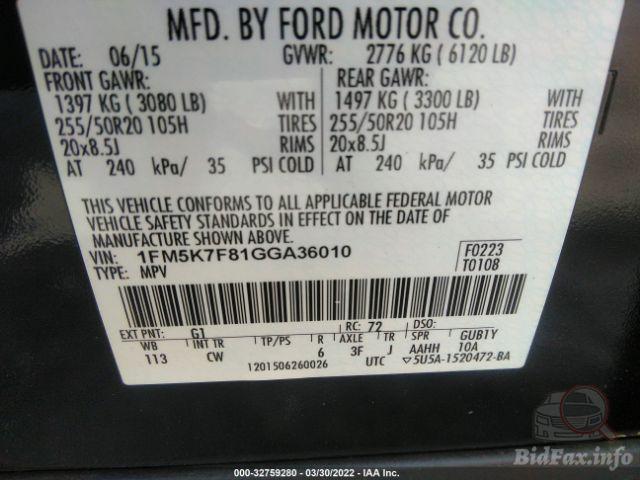 MFD. BY FORD MOTOR CO.
DATE: 06/15 GVWR: 2776 KG ( 6120 LB)
FRONT GAWR: REAR GAWR:
1397 KG ( 3080 LB) WITH 1497 KG ( 3300 LB) WITH
255/50R20 105H TIRES 255/50R20 105H TIRES
20x8.5J RIMS 20x8.5J RIMS
AT 240 kPa/ 35 PSI COLD AT 240 kPa/ 35 PSI COLD
THIS VEHICLE CONFORMS TO ALL APPLICABLE FEDERAL MOTOR
VEHICLE SAFETY STANDARDS IN EFFECT ON THE DATE OF
MANUFACTURE SHOWN ABOVE.
VIN: 1FM5K7F81GGA36010 F0223
TYPE: MPV T0108
EXT PNT: G1 RC: 72 DSO:
WB INT TR TP/PS R AXLE TR SPR GUB1Y
113 CW 6 3F J AAHH 10A
1201506260026 UTC ▽5U5A-1520472-BA
BidFax.info
000-32759280 - 03/30/2022 - IAA Inc.